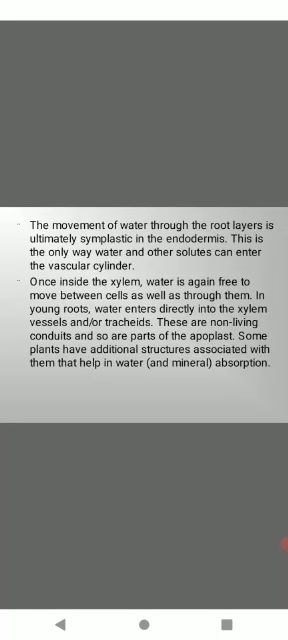 The movement of water through the root layers is
ultimately symplastic in the endodermis. This is
the only way water and other solutes can enter
the vascular cylinder.
Once inside the xylem, water is again free to
move between cells as well as through them. In
young roots, water enters directly into the xylem
vessels and/or tracheids. These are non-living
conduits and so are parts of the apoplast. Some
plants have additional structures associated with
them that help in water (and mineral) absorption.